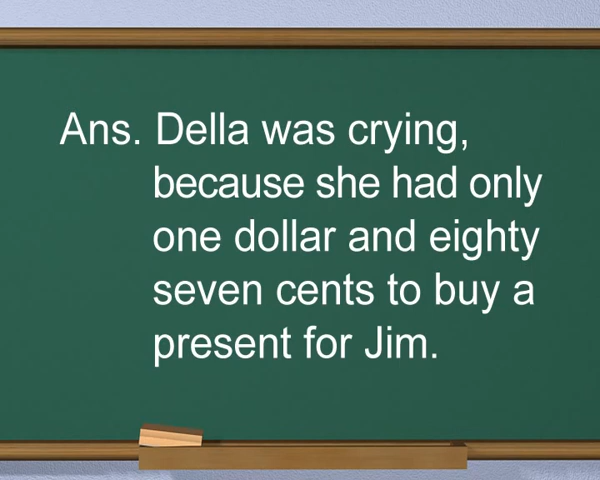 Ans. Della was crying,
because she had only
one dollar and eighty
seven cents to buy a
present for Jim.